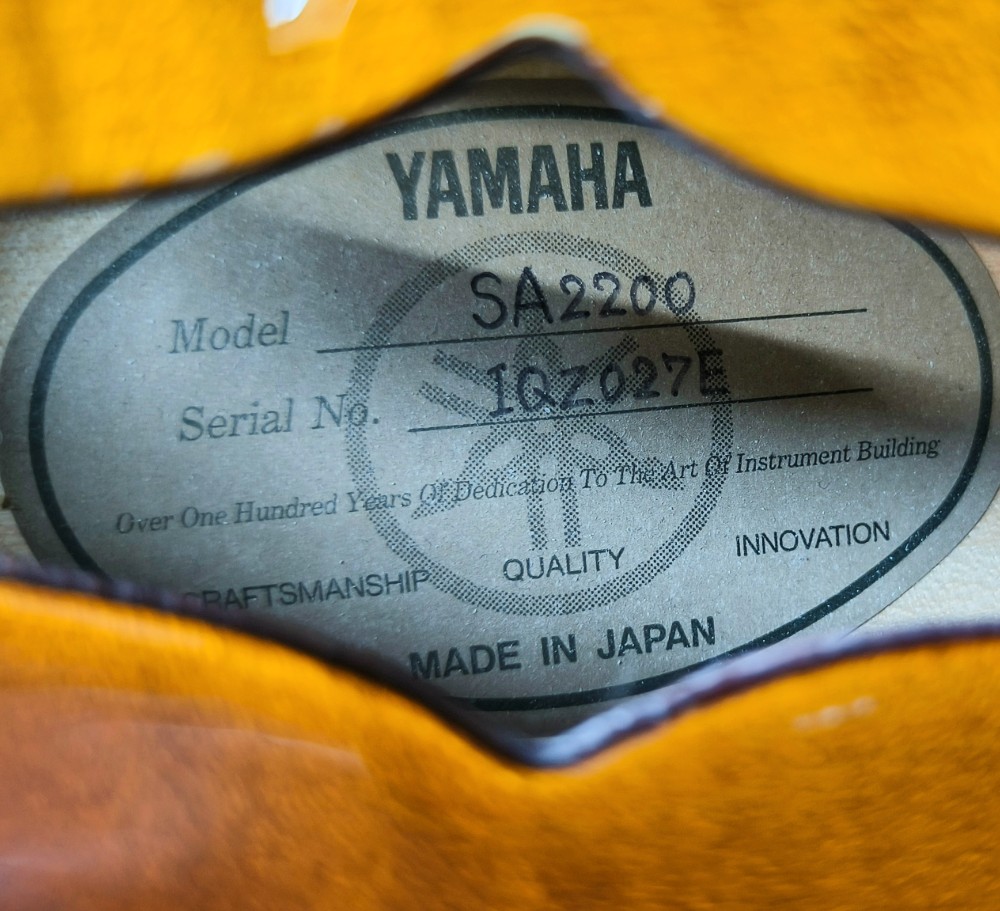 YAMAHA
Model SA2200
Serial No. IQZ027E
Over One Hundred Years Of Dedication To The Art Of Instrument Building
CRAFTSMANSHIP QUALITY INNOVATION
MADE IN JAPAN